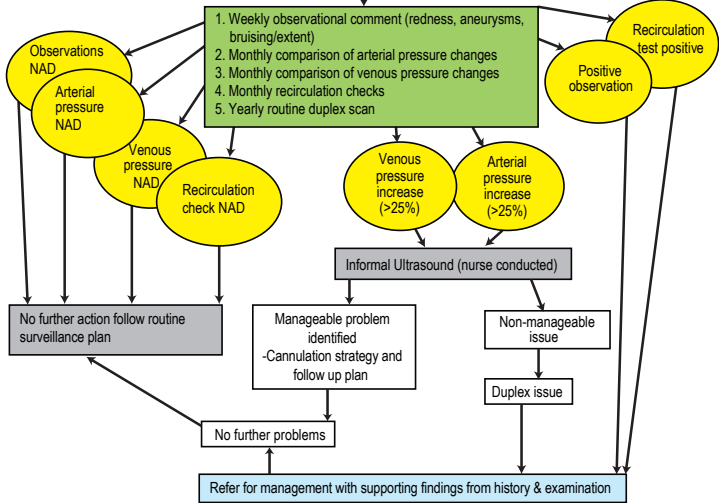 1. Weekly observational comment (redness, aneurysms,
bruising/extent)
2. Monthly comparison of arterial pressure changes
3. Monthly comparison of venous pressure changes
4. Monthly recirculation checks
5. Yearly routine duplex scan
Observations
NAD
Arterial
pressure
NAD
Venous
pressure
NAD
Recirculation
check NAD
Venous
pressure
increase
(>25%)
Arterial
pressure
increase
(>25%)
Positive
observation
Recirculation
test positive
Informal Ultrasound (nurse conducted)
No further action follow routine
surveillance plan
Manageable problem
identified
-Cannulation strategy and
follow up plan
Non-manageable
issue
Duplex issue
No further problems
Refer for management with supporting findings from history & examination